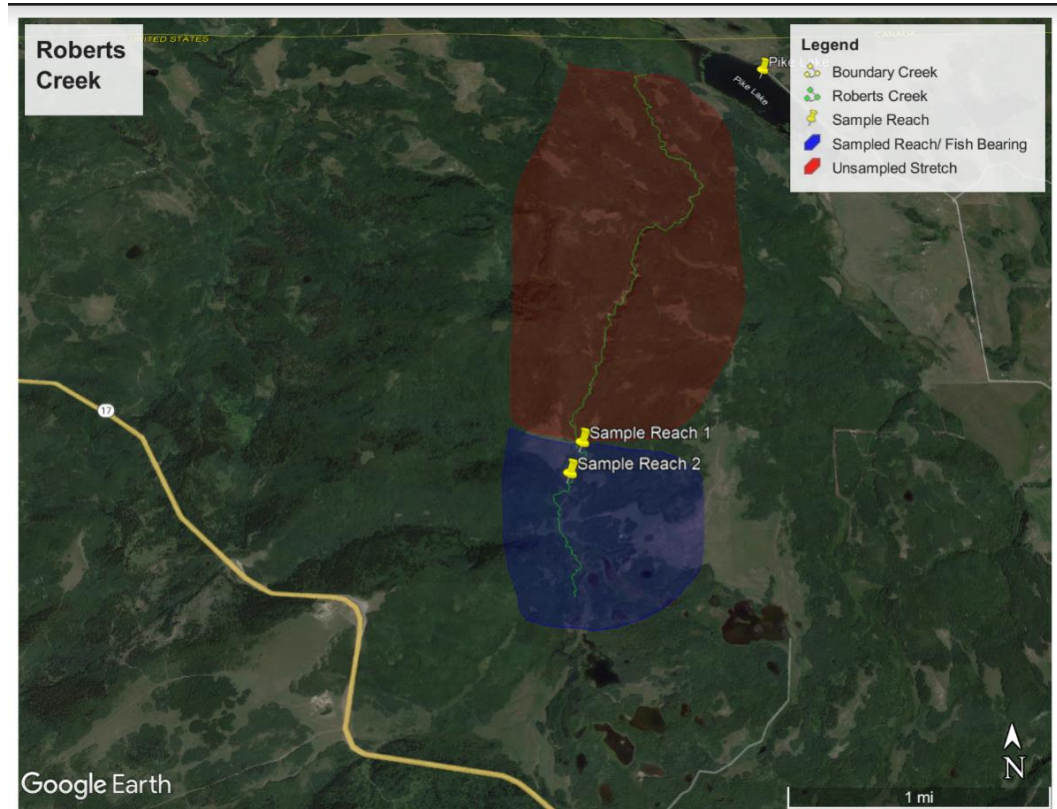 Roberts
Creek
UNITED STATES
CANADA
Legend
Boundary Creek
Roberts Creek
Sample Reach
Sampled Reach/ Fish Bearing
Unsampled Stretch
Pike Lake
Pike Lake
17
Sample Reach 1
Sample Reach 2
Google Earth
N
1 mi